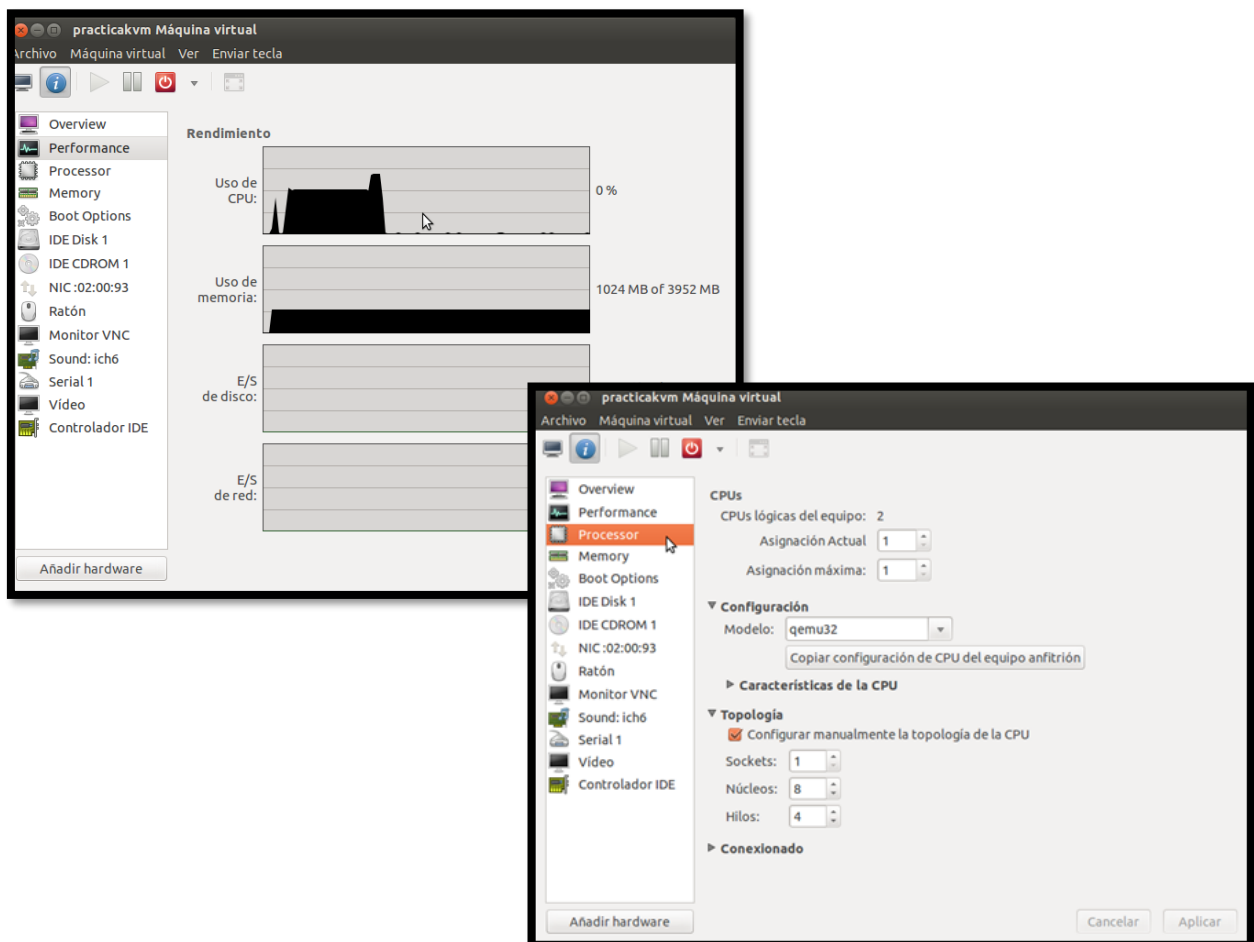 practicakvm Máquina virtual
Archivo Máquina virtual Ver Enviar tecla
Overview
Performance
Processor
Memory
Boot Options
IDE Disk 1
IDE CDROM 1
NIC :02:00:93
Ratón
Monitor VNC
Sound: ich6
Serial 1
Vídeo
Controlador IDE
Añadir hardware
Rendimiento
Uso de
CPU:
0 %
Uso de
memoria:
1024 MB of 3952 MB
E/S
de disco:
E/S
de red:
practicakvm Máquina virtual
Archivo Máquina virtual Ver Enviar tecla
Overview
Performance
Processor
Memory
Boot Options
IDE Disk 1
IDE CDROM 1
NIC :02:00:93
Ratón
Monitor VNC
Sound: ich6
Serial 1
Vídeo
Controlador IDE
Añadir hardware
CPUs
CPUs lógicas del equipo: 2
Asignación Actual 1
Asignación máxima: 1
Configuración
Modelo: qemu32
Copiar configuración de CPU del equipo anfitrión
Características de la CPU
Topología
Configurar manualmente la topología de la CPU
Sockets: 1
Núcleos: 8
Hilos: 4
Conexionado
Cancelar Aplicar